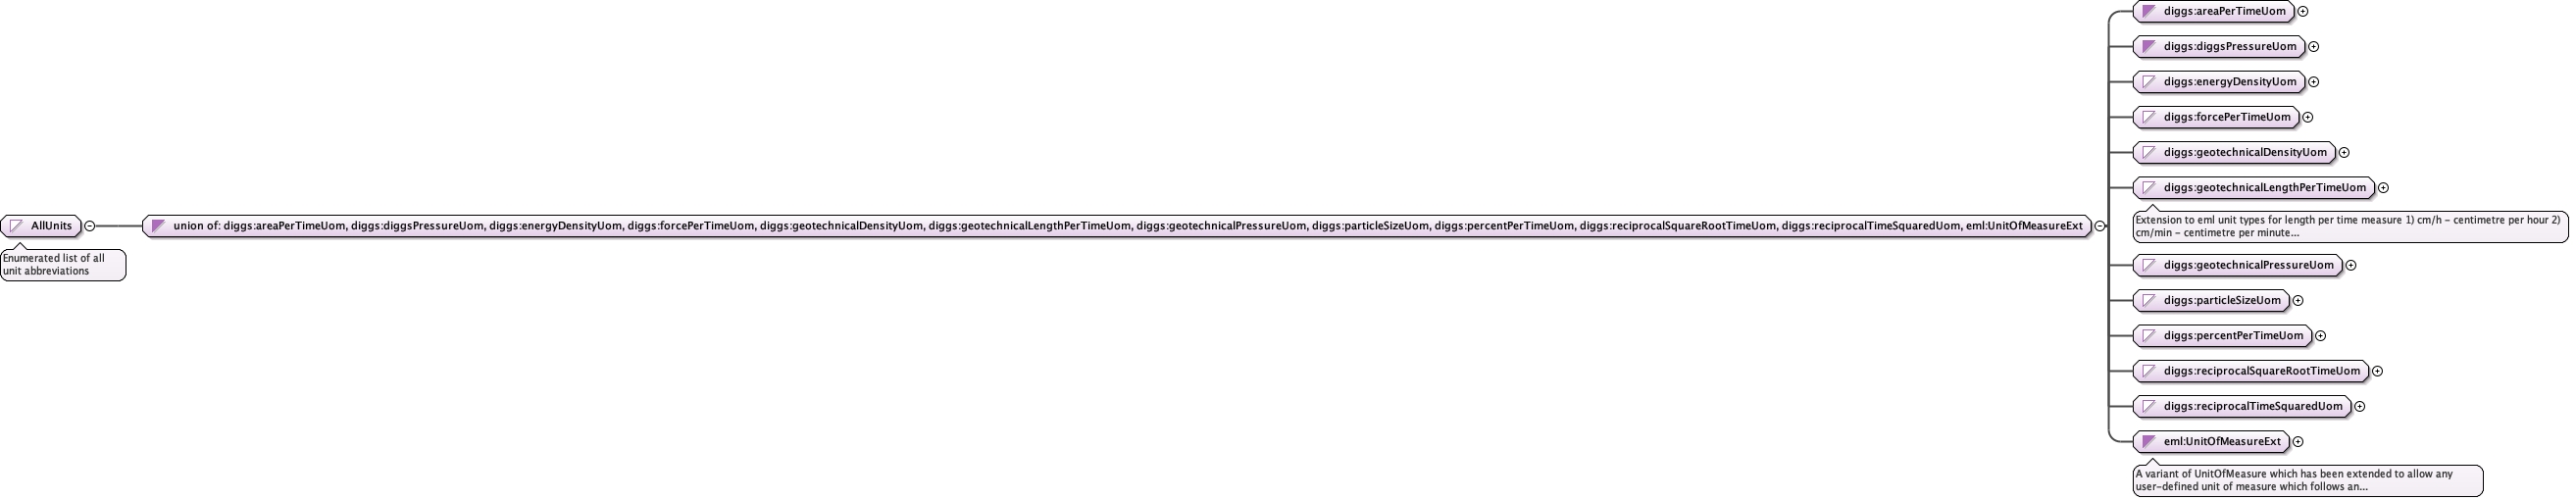 AllUnits
Enumerated list of all
unit abbreviations
union of: diggs:areaPerTimeUom, diggs:diggsPressureUom, diggs:energyDensityUom, diggs:forcePerTimeUom, diggs:geotechnicalDensityUom, diggs:geotechnicalLengthPerTimeUom, diggs:geotechnicalPressureUom, diggs:particleSizeUom, diggs:percentPerTimeUom, diggs:reciprocalSquareRootTimeUom, diggs:reciprocalTimeSquaredUom, eml:UnitOfMeasureExt
diggs:areaPerTimeUom
diggs:diggsPressureUom
diggs:energyDensityUom
diggs:forcePerTimeUom
diggs:geotechnicalDensityUom
diggs:geotechnicalLengthPerTimeUom
Extension to eml unit types for length per time measure 1) cm/h – centimetre per hour 2)
cm/min – centimetre per minute...
diggs:geotechnicalPressureUom
diggs:particleSizeUom
diggs:percentPerTimeUom
diggs:reciprocalSquareRootTimeUom
diggs:reciprocalTimeSquaredUom
eml:UnitOfMeasureExt
A variant of UnitOfMeasure which has been extended to allow any
user-defined unit of measure which follows an...